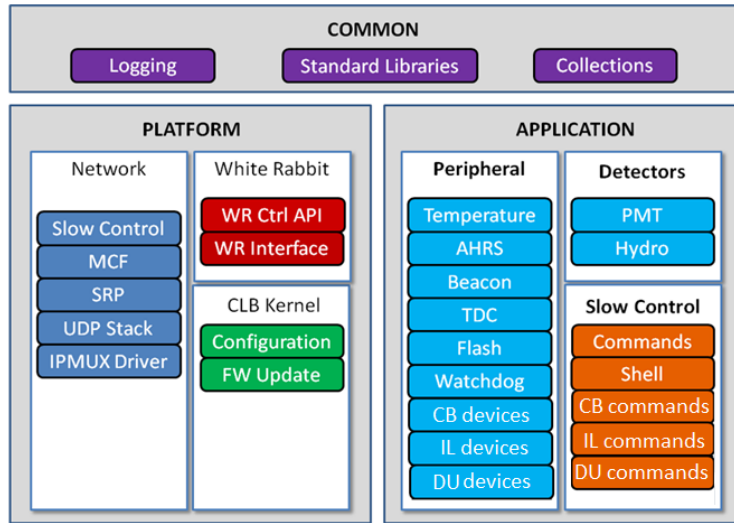 COMMON
Logging
Standard Libraries
Collections
PLATFORM
Network
Slow Control
MCF
SRP
UDP Stack
IPMUX Driver
White Rabbit
WR Ctrl API
WR Interface
CLB Kernel
Configuration
FW Update
APPLICATION
Peripheral
Temperature
AHRS
Beacon
TDC
Flash
Watchdog
CB devices
IL devices
DU devices
Detectors
PMT
Hydro
Slow Control
Commands
Shell
CB commands
IL commands
DU commands